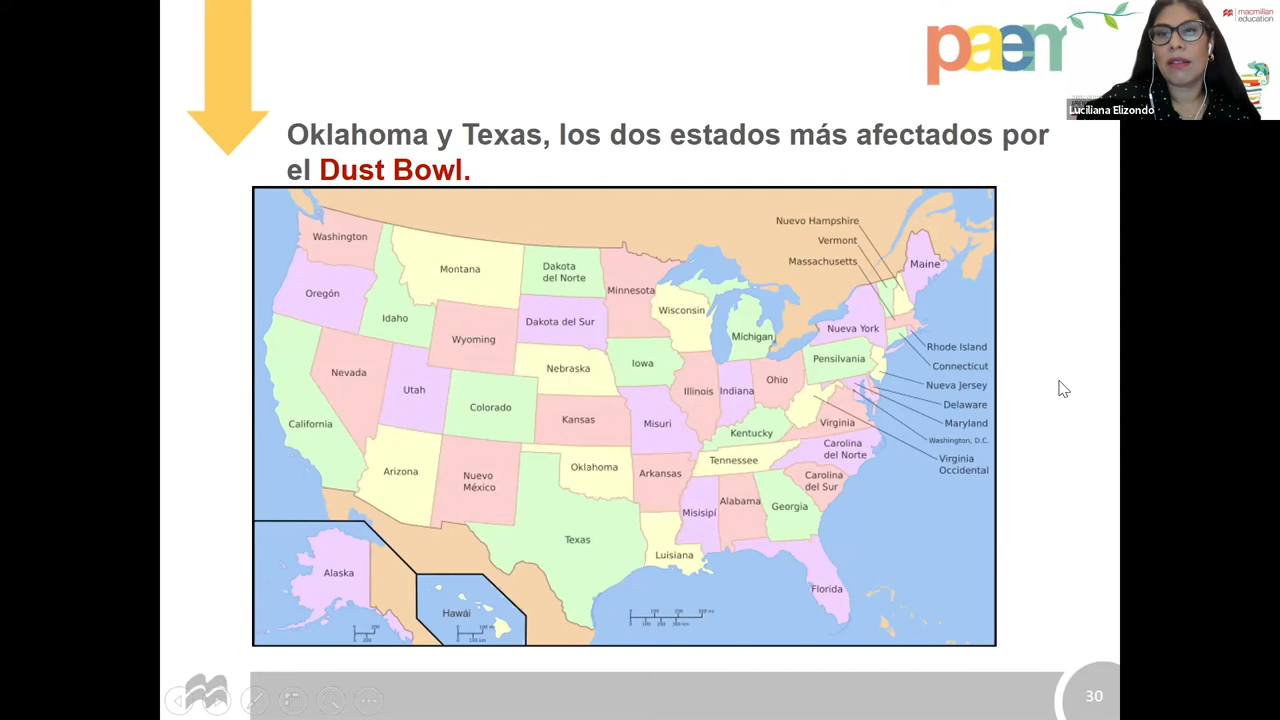 paem
macmillan
education
Luciliana Elizondo
Oklahoma y Texas, los dos estados más afectados por
el Dust Bowl.
Nuevo Hampshire
Vermont
Massachusetts
Maine
Washington
Montana
Dakota
del Norte
Minnesota
Oregón
Idaho
Wisconsin
Dakota del Sur
Michigan
Nueva York
Wyoming
Rhode Island
Pensilvania
Connecticut
Iowa
Nebraska
Nevada
Ohio
Nueva Jersey
Utah
Illinois
Indiana
Delaware
Colorado
Kansas
Misuri
Virginia
Maryland
California
Kentucky
Washington, D.C.
Carolina
del Norte
Tennessee
Virginia
Occidental
Arizona
Oklahoma
Arkansas
Nuevo
México
Carolina
del Sur
Alabama
Georgia
Misisipí
Texas
Luisiana
Alaska
Florida
Hawái
30